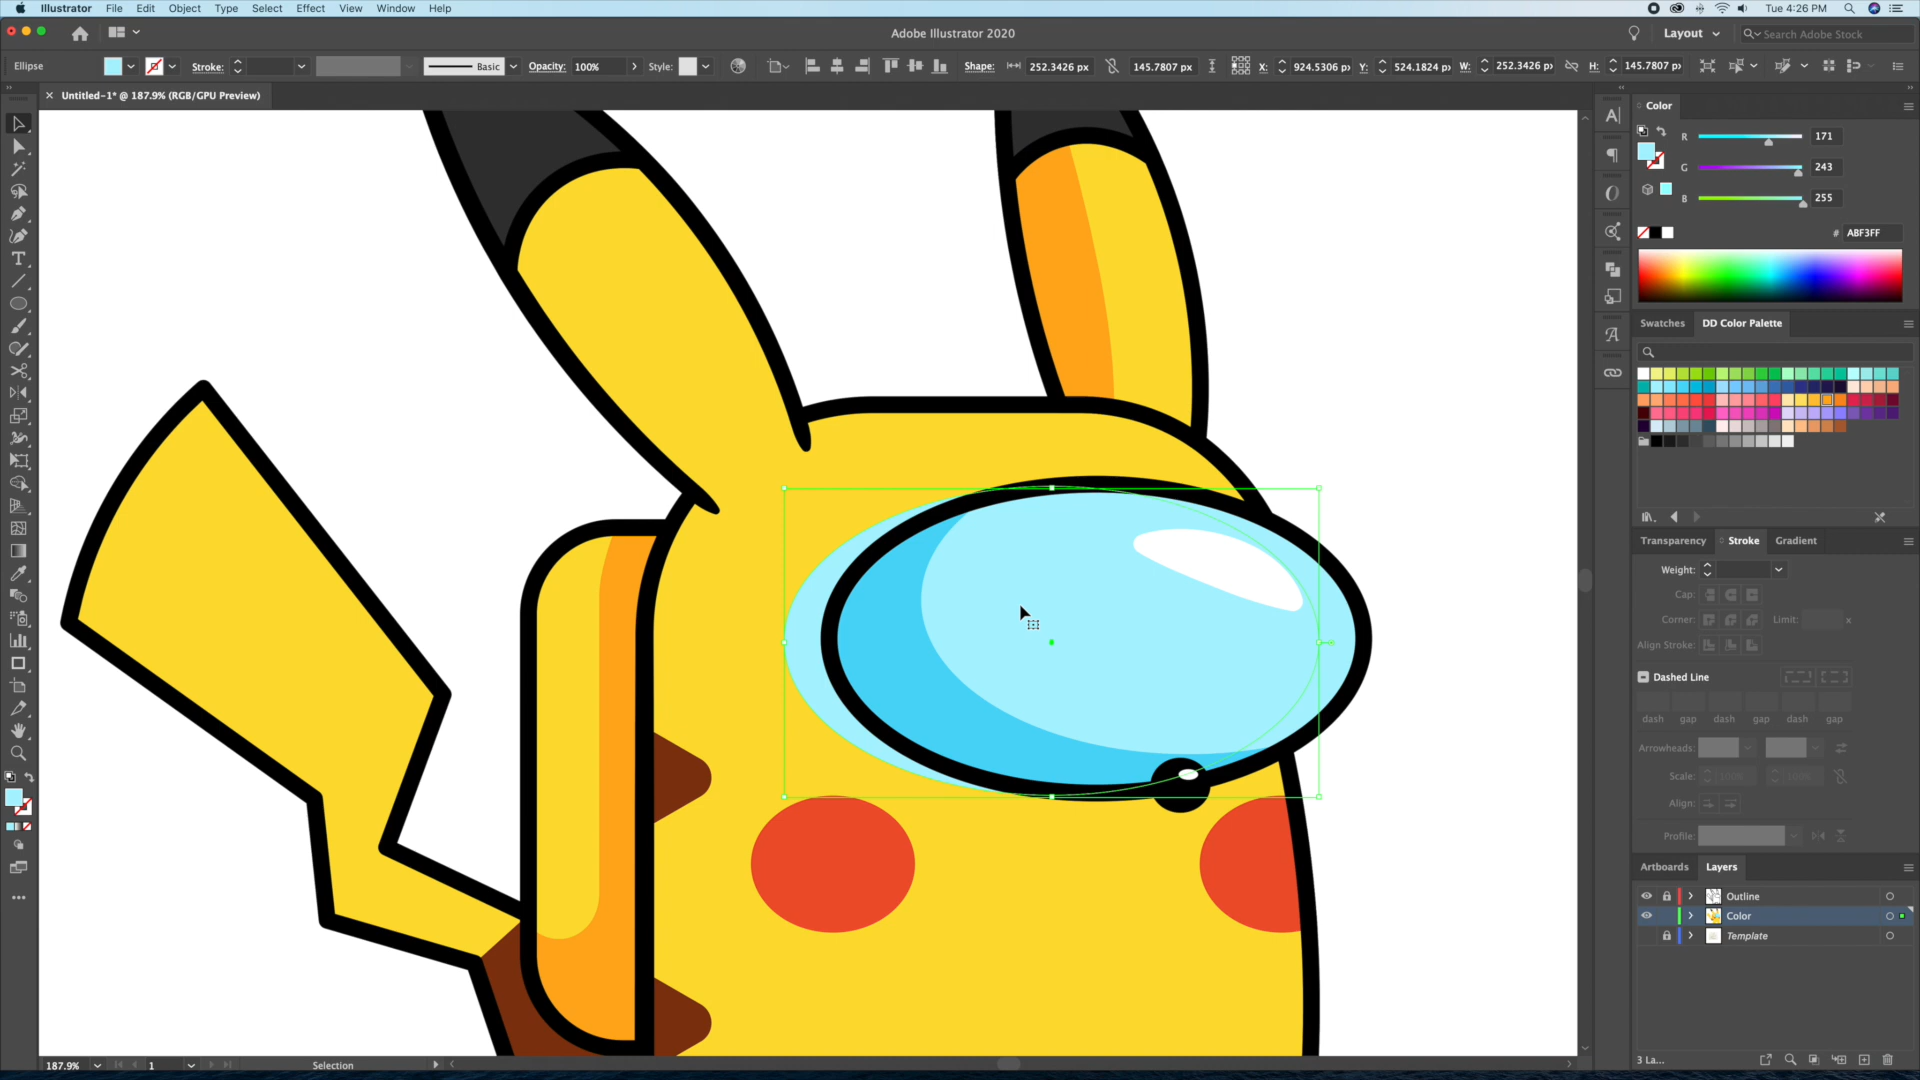 Illustrator File Edit Object Type Select Effect View Window Help Tue 4:26 PM
Adobe Illustrator 2020 Layout Search Adobe Stock
Ellipse Stroke: Basic Opacity: 100% Style: Shape: 252.3426 px 145.7807 px X: 924.5306 px Y: 524.1824 px W: 252.3426 px H: 145.7807 px
× Untitled-1* @ 187.9% (RGB/GPU Preview)
Color
R 171
G 243
B 255
# ABF3FF
Swatches DD Color Palette
Transparency Stroke Gradient
Weight:
Cap:
Corner: Limit: x
Align Stroke:
Dashed Line
dash gap dash gap dash gap
Arrowheads:
Scale: 100% 100%
Align:
Profile:
Artboards Layers
Outline
Color
Template
3 La...
187.9% 1 Selection